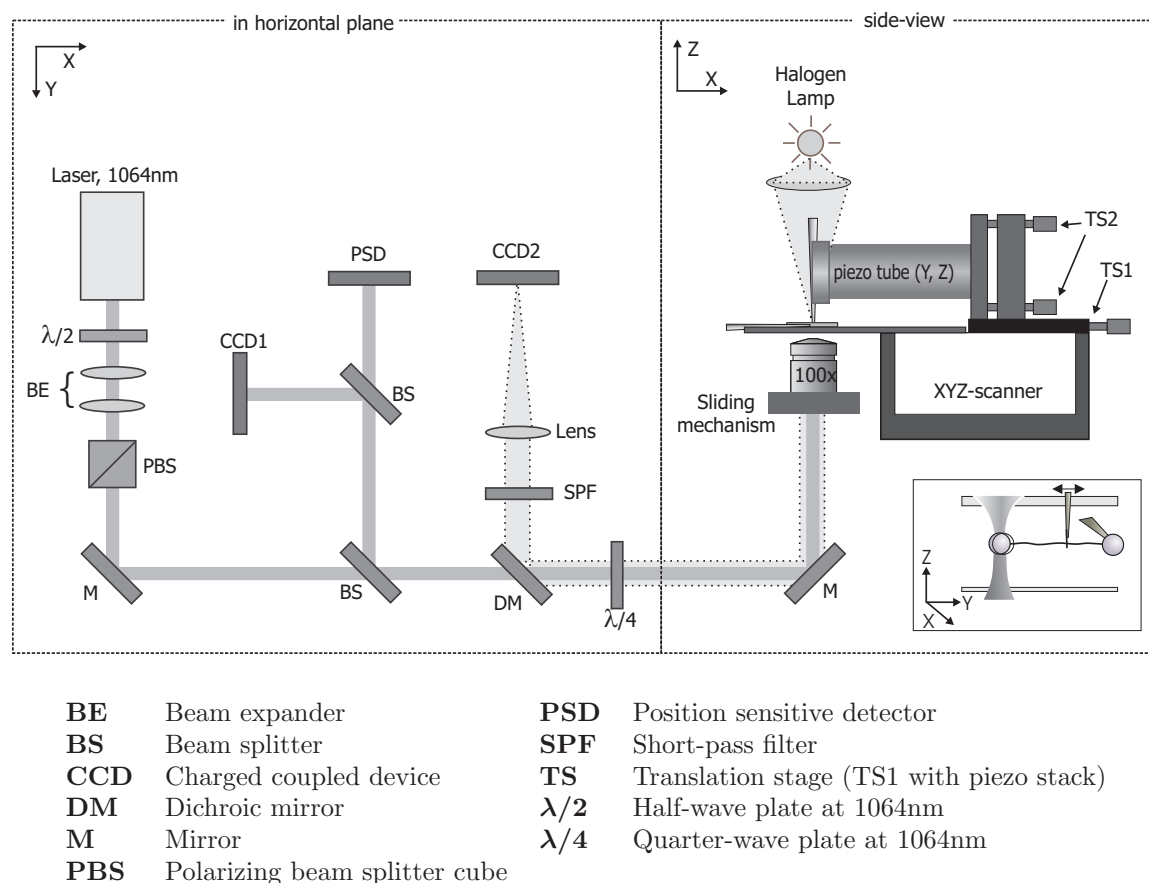 in horizontal plane
side-view
X
Y
Z
X
Halogen
Lamp
Laser, 1064nm
λ/2
BE
PBS
M
CCD1
PSD
BS
BS
CCD2
Lens
SPF
DM
λ/4
M
piezo tube (Y, Z)
TS2
TS1
100x
Sliding
mechanism
XYZ-scanner
Z
Y
X
BE Beam expander
BS Beam splitter
CCD Charged coupled device
DM Dichroic mirror
M Mirror
PBS Polarizing beam splitter cube
PSD Position sensitive detector
SPF Short-pass filter
TS Translation stage (TS1 with piezo stack)
λ/2 Half-wave plate at 1064nm
λ/4 Quarter-wave plate at 1064nm